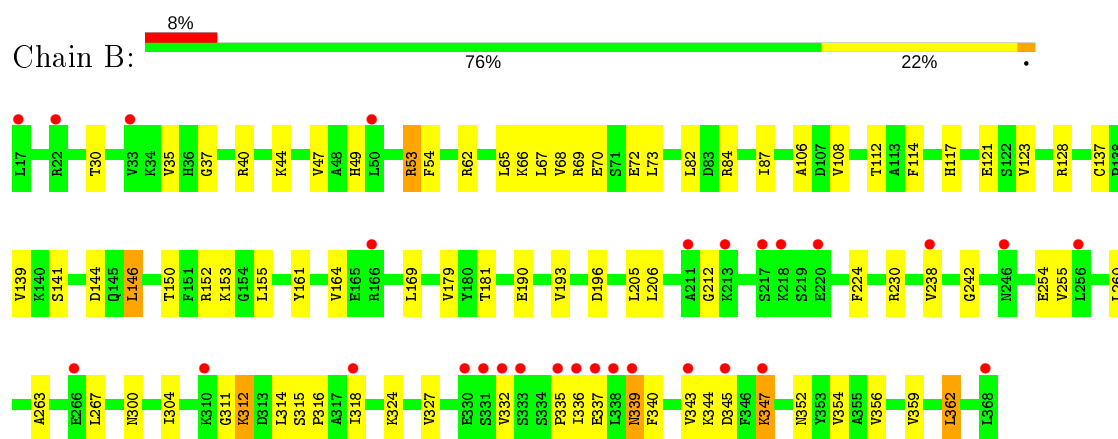 8%
Chain B:
76% 22% •
L17 R22 T30 V33 K34 V35 H36 G37 R40 K44 V47 A48 H49 L50 R53 F54 R62 L65 K66 L67 V68 R69 E70 S71 E72 L73 L82 D83 R84 I87 A106 D107 V108 T112 A113 F114 H117 E121 S122 V123 R128 C137
V139 K140 S141 D144 Q145 L146 T150 F151 R152 K153 G154 L155 Y161 V164 E165 R166 L169 V179 Y180 T181 E190 V193 D196 L205 L206 A211 G212 K213 S217 K218 S219 E220 F224 R230 V238 G242 N246 E254 V255 L256 L260
A263 E266 L267 N300 I304 K310 G311 K312 D313 L314 S315 P316 A317 I318 K324 V327 E330 S331 V332 S333 S334 P335 I336 E337 L338 N339 F340 V343 K344 D345 F346 K347 N352 Y353 V354 A355 V356 V359 L362 L368